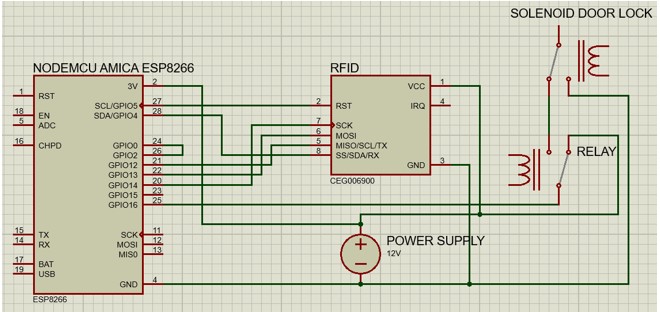 SOLENOID DOOR LOCK
NODEMCU AMICA ESP8266
RFID
1 RST
18 EN
5 ADC
16 CHPD
15 TX
14 RX
17 BAT
19 USB
3V 2
SCL/GPIO5 27
SDA/GPIO4 28
GPIO0 24
GPIO2 26
GPIO12 21
GPIO13 22
GPIO14 20
GPIO15 23
GPIO16 25
SCK 11
MOSI 12
MIS0 13
GND 4
ESP8266
2 RST
7 SCK
6 MOSI
5 MISO/SCL/TX
8 SS/SDA/RX
VCC 1
IRQ 4
GND 3
CEG006900
RELAY
POWER SUPPLY
12V